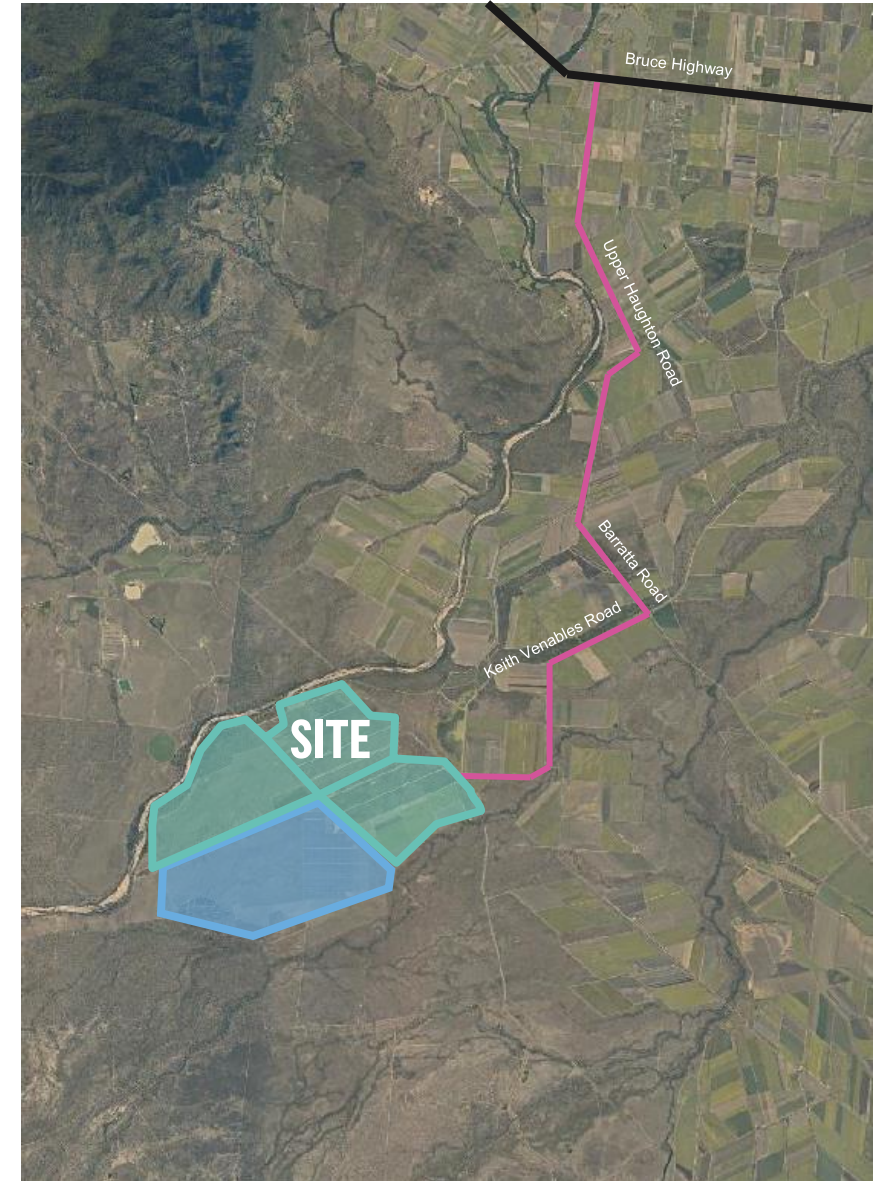 Bruce Highway
Upper Haughton Road
Barratta Road
Keith Venables Road
SITE